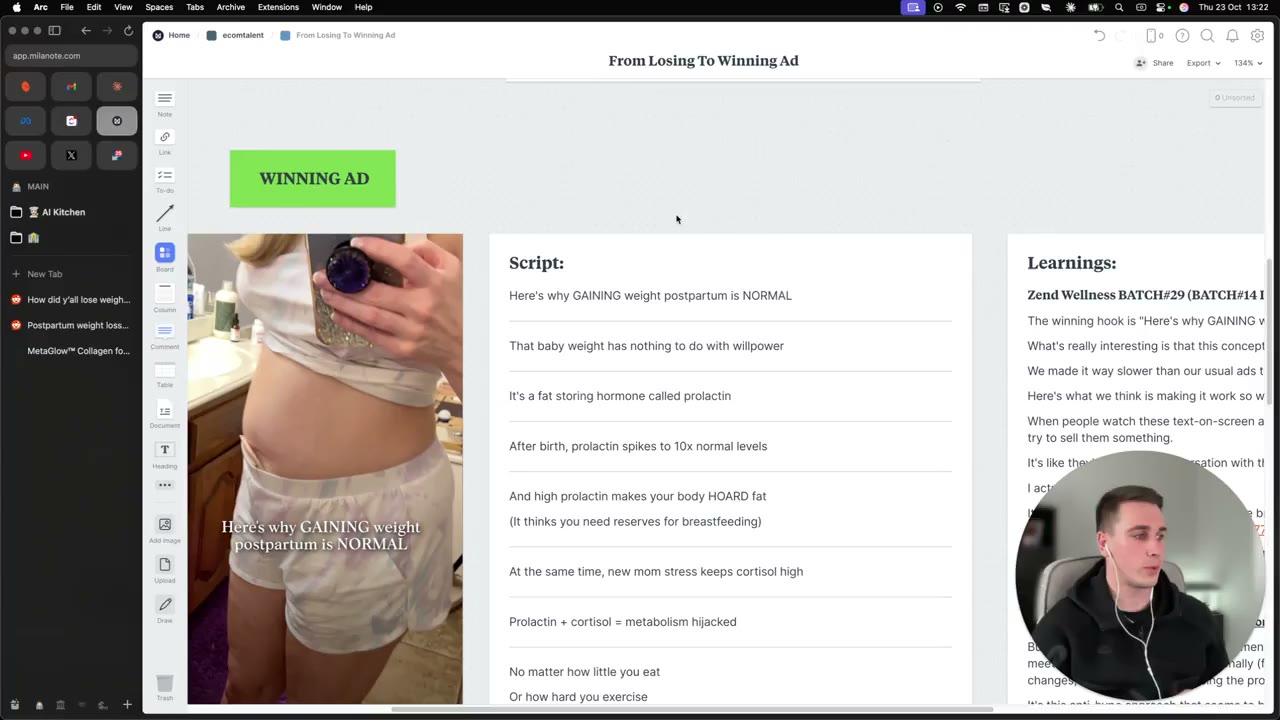 Arc File Edit View Spaces Tabs Archive Extensions Window Help
Thu 23 Oct 13:22
app.milanote.com
MAIN
AI Kitchen
New Tab
How did y'all lose weigh...
Postpartum weight loss...
MetaGlow™ Collagen fo...
Home
ecomtalent
From Losing To Winning Ad
From Losing To Winning Ad
0
Share
Export
134%
0 Unsorted
Note
Link
To-do
Line
Board
Column
Comment
Table
Document
Heading
Add image
Upload
Draw
Trash
WINNING AD
Here's why GAINING weight
postpartum is NORMAL
Script:
Here's why GAINING weight postpartum is NORMAL
That baby weight has nothing to do with willpower
It's a fat storing hormone called prolactin
After birth, prolactin spikes to 10x normal levels
And high prolactin makes your body HOARD fat
(It thinks you need reserves for breastfeeding)
At the same time, new mom stress keeps cortisol high
Prolactin + cortisol = metabolism hijacked
No matter how little you eat
Or how hard you exercise
Learnings:
Zend Wellness BATCH#29 (BATCH#14
The winning hook is "Here's why GAINING
What's really interesting is that this concept
We made it way slower than our usual ads
Here's what we think is making it work so
When people watch these text-on-screen
try to sell them something.
It's like
with
I
changes,
the